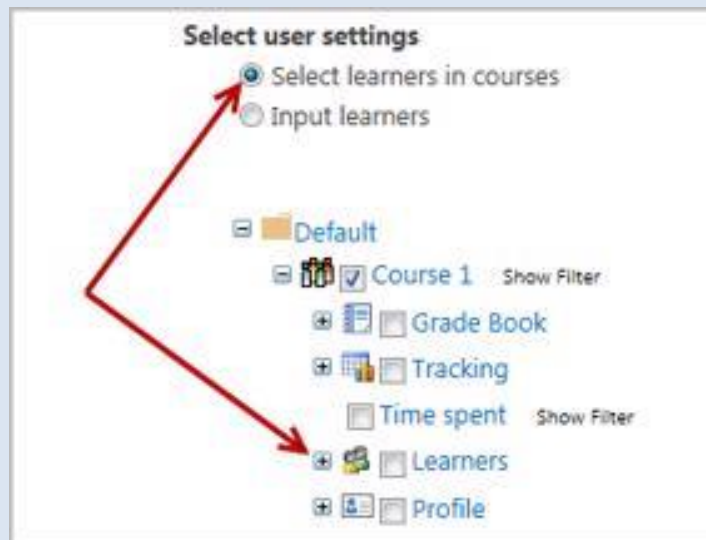 Select user settings
Select learners in courses
Input learners
Default
Course 1 Show Filter
Grade Book
Tracking
Time spent Show Filter
Learners
Profile